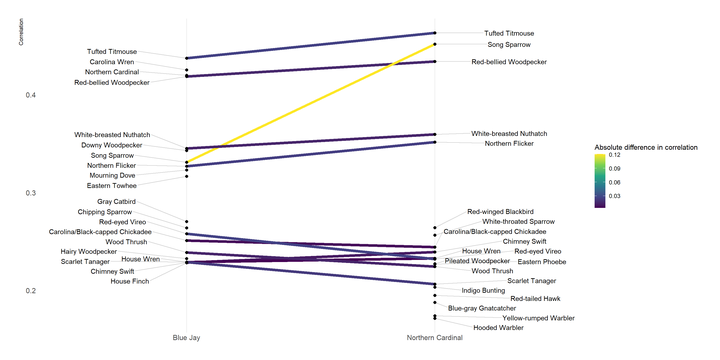 Correlation
0.4
0.3
0.2
Tufted Titmouse
Carolina Wren
Northern Cardinal
Red-bellied Woodpecker
White-breasted Nuthatch
Downy Woodpecker
Song Sparrow
Northern Flicker
Mourning Dove
Eastern Towhee
Gray Catbird
Chipping Sparrow
Red-eyed Vireo
Carolina/Black-capped Chickadee
Wood Thrush
Hairy Woodpecker
House Wren
Scarlet Tanager
Chimney Swift
House Finch
Tufted Titmouse
Song Sparrow
Red-bellied Woodpecker
White-breasted Nuthatch
Northern Flicker
Red-winged Blackbird
White-throated Sparrow
Carolina/Black-capped Chickadee
Chimney Swift
House Wren
Red-eyed Vireo
Pileated Woodpecker
Eastern Phoebe
Wood Thrush
Scarlet Tanager
Indigo Bunting
Red-tailed Hawk
Blue-gray Gnatcatcher
Yellow-rumped Warbler
Hooded Warbler
Blue Jay
Northern Cardinal
Absolute difference in correlation
0.12
0.09
0.06
0.03